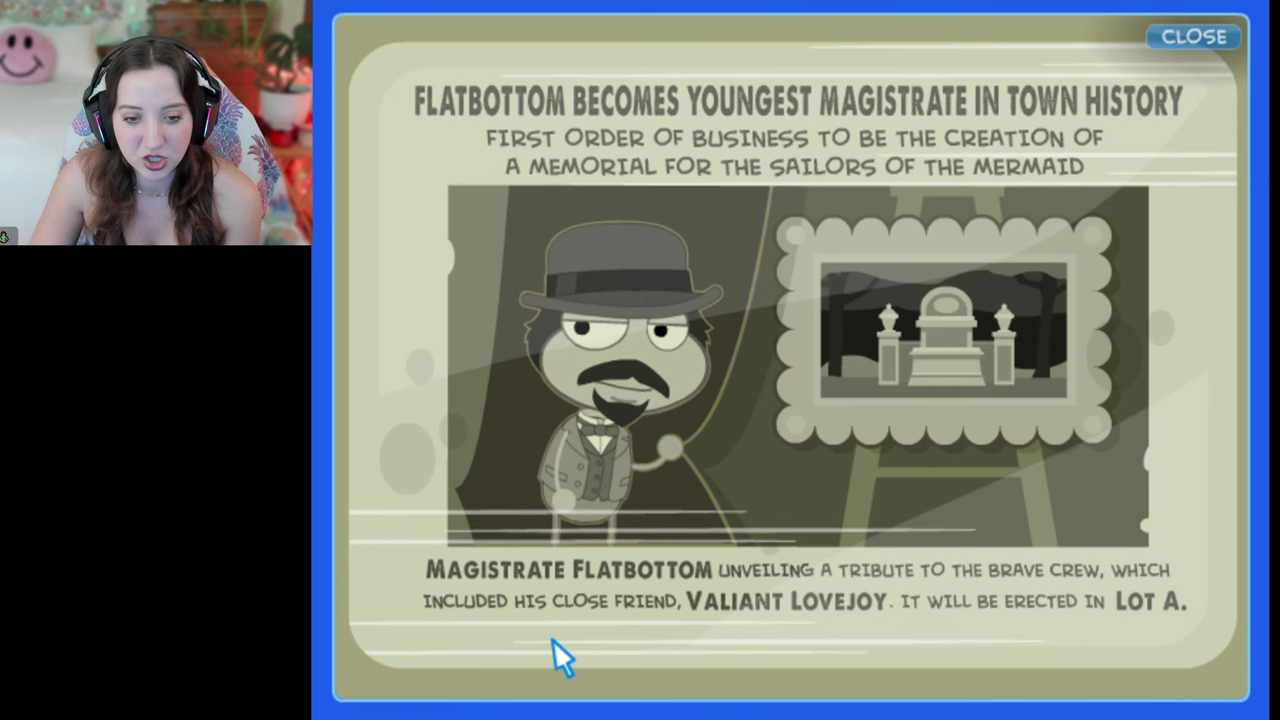 CLOSE
FLATBOTTOM BECOMES YOUNGEST MAGISTRATE IN TOWN HISTORY
FIRST ORDER OF BUSINESS TO BE THE CREATION OF
A MEMORIAL FOR THE SAILORS OF THE MERMAID
MAGISTRATE FLATBOTTOM UNVEILING A TRIBUTE TO THE BRAVE CREW, WHICH
INCLUDED HIS CLOSE FRIEND, VALIANT LOVEJOY. IT WILL BE ERECTED IN LOT A.